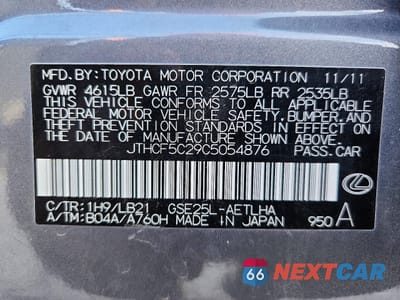 MFD. BY: TOYOTA MOTOR CORPORATION 11/11
GVWR 4615LB GAWR FR 2575LB RR 2535LB
THIS VEHICLE CONFORMS TO ALL APPLICABLE
FEDERAL MOTOR VEHICLE SAFETY, BUMPER, AND
THEFT PREVENTION STANDARDS IN EFFECT ON THE
DATE OF MANUFACTURE SHOWN ABOVE.
JTHCF5C29C5054876 PASS.CAR
C/TR: 1H9/LB21 GSE25L-AETLHA
A/TM: B04A/A760H MADE IN JAPAN 950 A
66 NEXTCAR